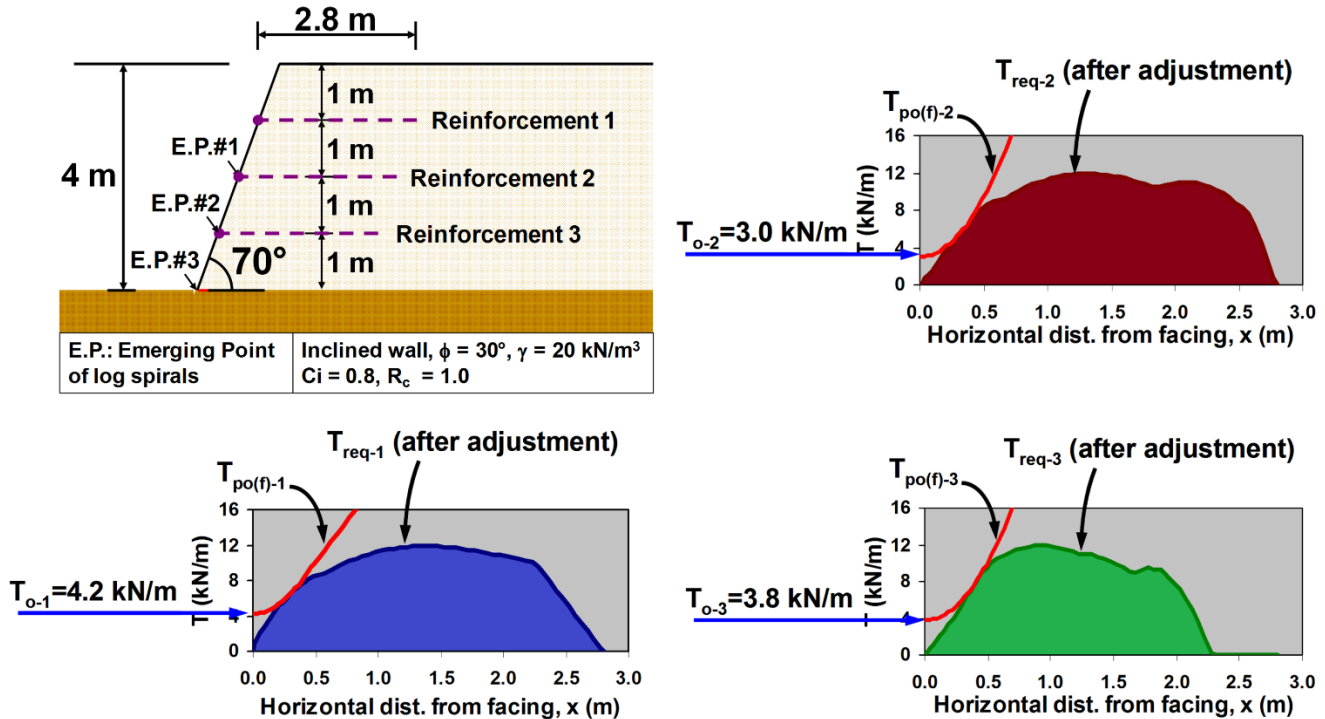 2.8 m
4 m
1 m
1 m
1 m
1 m
Reinforcement 1
Reinforcement 2
Reinforcement 3
E.P.#1
E.P.#2
E.P.#3
70°
E.P.: Emerging Point
of log spirals
Inclined wall, ϕ = 30°, γ = 20 kN/m³
Ci = 0.8, Rc = 1.0
Treq-2 (after adjustment)
Tpo(f)-2
To-2=3.0 kN/m
T (kN/m)
16
12
8
4
0
0.0 0.5 1.0 1.5 2.0 2.5 3.0
Horizontal dist. from facing, x (m)
Treq-1 (after adjustment)
Tpo(f)-1
To-1=4.2 kN/m
T (kN/m)
16
12
8
4
0
0.0 0.5 1.0 1.5 2.0 2.5 3.0
Horizontal dist. from facing, x (m)
Treq-3 (after adjustment)
Tpo(f)-3
To-3=3.8 kN/m
T (kN/m)
16
12
8
4
0
0.0 0.5 1.0 1.5 2.0 2.5 3.0
Horizontal dist. from facing, x (m)